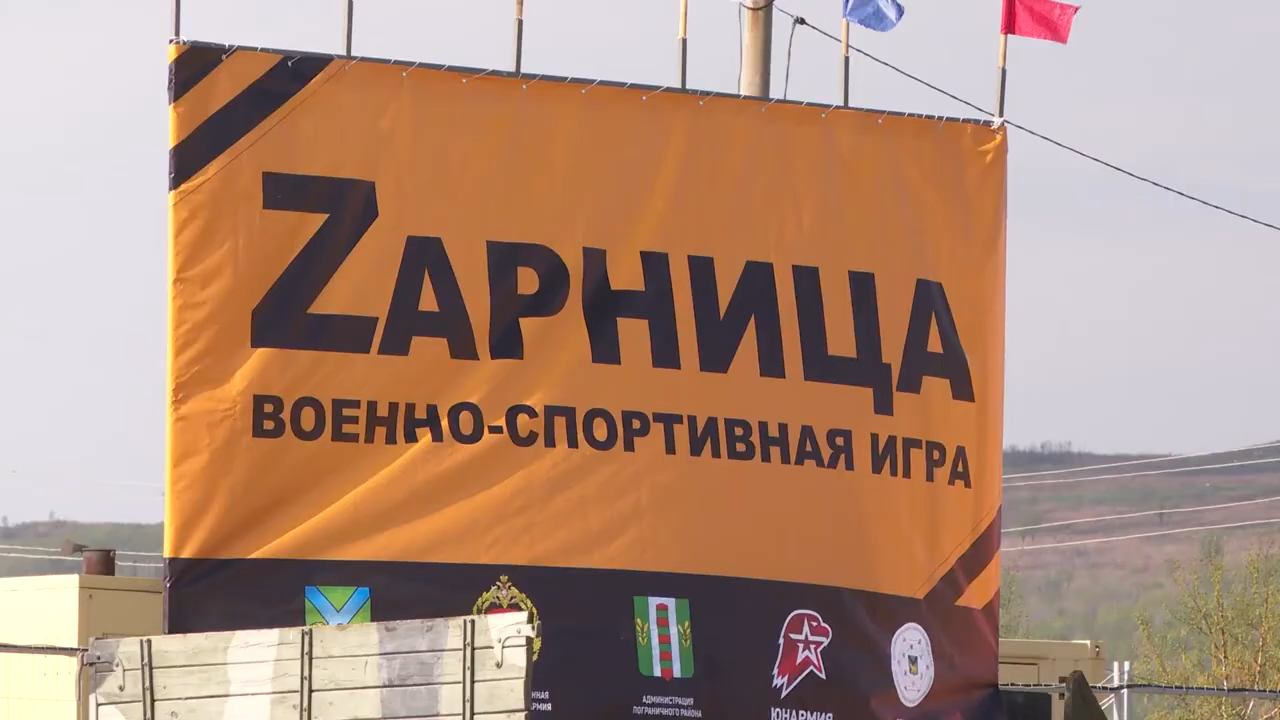 ZАРНИЦА
ВОЕННО-СПОРТИВНАЯ ИГРА
АДМИНИСТРАЦИЯ
ПОГРАНИЧНОГО РАЙОНА
ЮНАРМИЯ